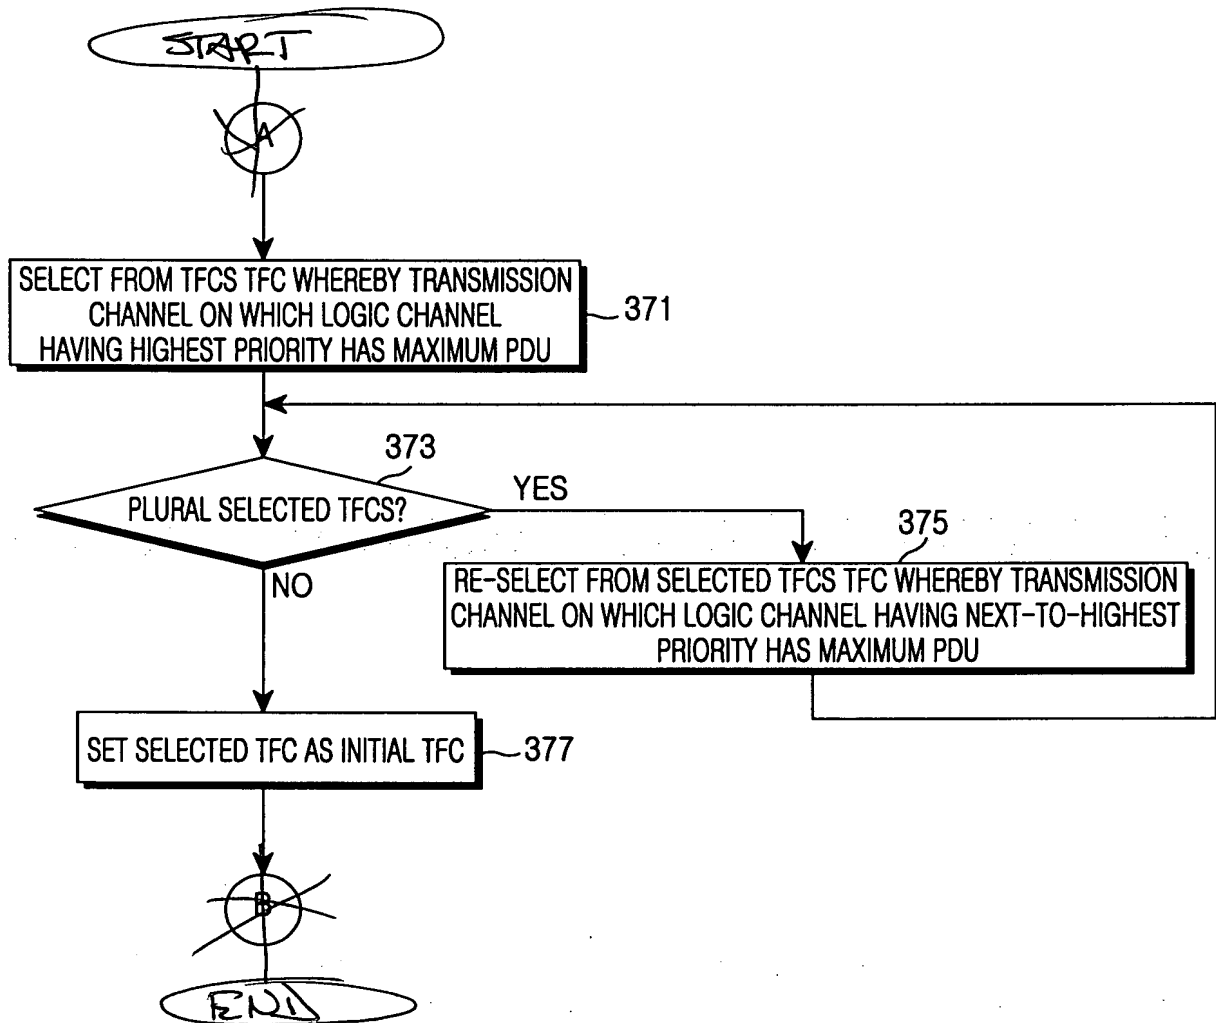 START
A
SELECT FROM TFCS TFC WHEREBY TRANSMISSION
CHANNEL ON WHICH LOGIC CHANNEL
HAVING HIGHEST PRIORITY HAS MAXIMUM PDU
371
373
PLURAL SELECTED TFCS?
YES
NO
375
RE-SELECT FROM SELECTED TFCS TFC WHEREBY TRANSMISSION
CHANNEL ON WHICH LOGIC CHANNEL HAVING NEXT-TO-HIGHEST
PRIORITY HAS MAXIMUM PDU
SET SELECTED TFC AS INITIAL TFC
377
B
END